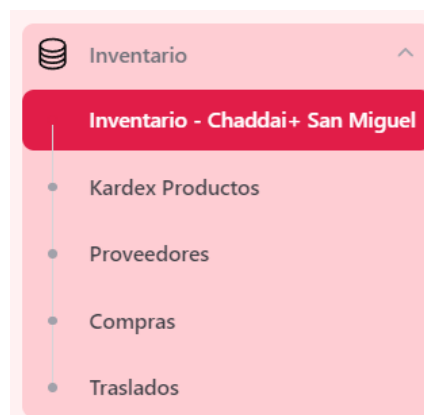 Inventario
Inventario - Chaddai+ San Miguel
Kardex Productos
Proveedores
Compras
Traslados